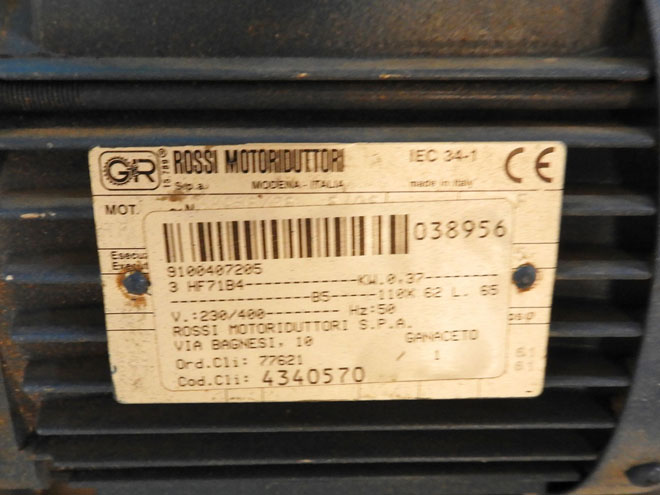 GR ROSSI MOTORIDUTTORI IEC 34-1 CE
S.p.a. MODENA - ITALIA made in Italy
MOT.
038956
9100407205
3 HF71B4--------------KW.0,37--------
-----------------B5-----110X 62 L. 65
V.:230/400-------- Hz:50
ROSSI MOTORIDUTTORI S.P.A.
VIA BAGNESI, 10 GANACETO
Ord.Cli: 77621 / 1
Cod.Cli: 4340570